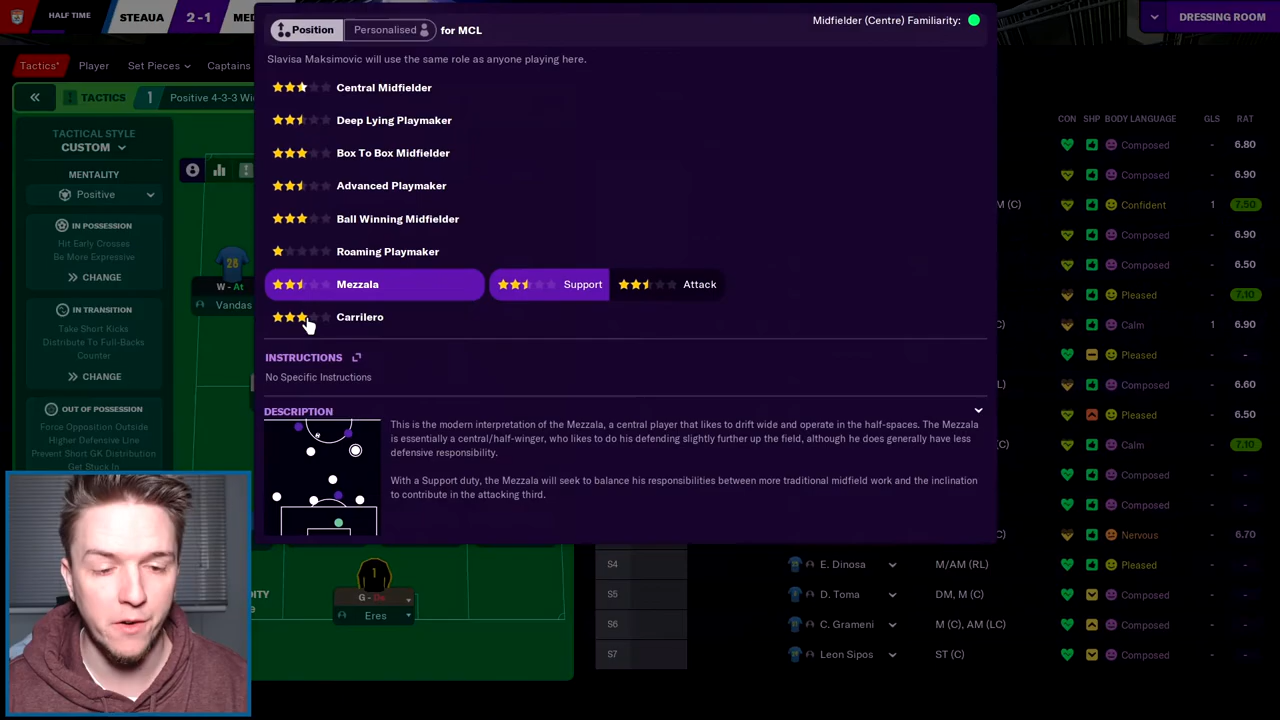 HALF TIME
STEAUA
2 - 1
DRESSING ROOM
Position
Personalised
for MCL
Midfielder (Centre) Familiarity:
Tactics*
Player
Set Pieces
Captains
Slavisa Maksimovic will use the same role as anyone playing here.
TACTICS
1
TACTICAL STYLE
CUSTOM
MENTALITY
Positive
IN POSSESSION
Hit Early Crosses
Be More Expressive
CHANGE
IN TRANSITION
Take Short Kicks
Distribute To Full-Backs
Counter
CHANGE
OUT OF POSSESSION
Force Opposition Outside
Higher Defensive Line
Prevent Short GK Distribution
Get Stuck In
28
W - At
Vandas
Central Midfielder
Deep Lying Playmaker
Box To Box Midfielder
Advanced Playmaker
Ball Winning Midfielder
Roaming Playmaker
Mezzala
Support
Attack
Carrilero
INSTRUCTIONS
No Specific Instructions
DESCRIPTION
This is the modern interpretation of the Mezzala, a central player that likes to drift wide and operate in the half-spaces. The Mezzala
is essentially a central/half-winger, who likes to do his defending slightly further up the field, although he does generally have less
defensive responsibility.
With a Support duty, the Mezzala will seek to balance his responsibilities between more traditional midfield work and the inclination
to contribute in the attacking third.
1
G - De
Eres
CON SHP BODY LANGUAGE GLS RAT
Composed - 6.80
Composed - 6.90
M (C) Confident 1 7.50
Composed - 6.90
Composed - 6.50
Pleased - 7.10
Calm 1 6.90
Pleased - -
Composed - 6.60
Pleased - 6.50
Calm - 7.10
Composed - -
Composed - -
Nervous - 6.70
S4 E. Dinosa M/AM (RL) Pleased - -
S5 D. Toma DM, M (C) Composed - -
S6 C. Grameni M (C), AM (LC) Composed - -
S7 Leon Sipos ST (C) Composed - -